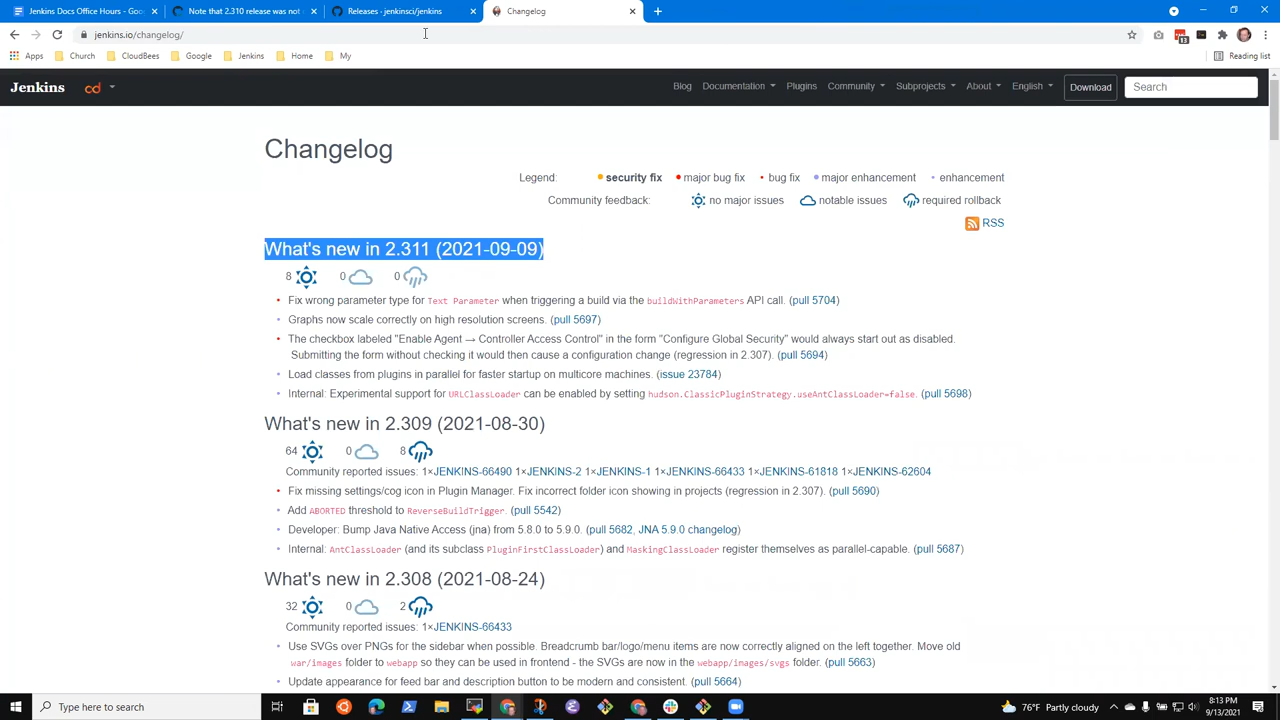 Jenkins Docs Office Hours - Goo
Note that 2.310 release was not
Releases · jenkinsci/jenkins
Changelog
jenkins.io/changelog/
Apps
Church
CloudBees
Google
Jenkins
Home
My
Reading list
13
Jenkins
cd
Blog
Documentation
Plugins
Community
Subprojects
About
English
Download
Search
Changelog
Legend: security fix major bug fix bug fix major enhancement enhancement
Community feedback: no major issues notable issues required rollback
RSS
What's new in 2.311 (2021-09-09)
8 0 0
• Fix wrong parameter type for Text Parameter when triggering a build via the buildWithParameters API call. (pull 5704)
• Graphs now scale correctly on high resolution screens. (pull 5697)
• The checkbox labeled "Enable Agent → Controller Access Control" in the form "Configure Global Security" would always start out as disabled.
Submitting the form without checking it would then cause a configuration change (regression in 2.307). (pull 5694)
• Load classes from plugins in parallel for faster startup on multicore machines. (issue 23784)
• Internal: Experimental support for URLClassLoader can be enabled by setting hudson.ClassicPluginStrategy.useAntClassLoader=false. (pull 5698)
What's new in 2.309 (2021-08-30)
64 0 8
Community reported issues: 1×JENKINS-66490 1×JENKINS-2 1×JENKINS-1 1×JENKINS-66433 1×JENKINS-61818 1×JENKINS-62604
• Fix missing settings/cog icon in Plugin Manager. Fix incorrect folder icon showing in projects (regression in 2.307). (pull 5690)
• Add ABORTED threshold to ReverseBuildTrigger. (pull 5542)
• Developer: Bump Java Native Access (jna) from 5.8.0 to 5.9.0. (pull 5682, JNA 5.9.0 changelog)
• Internal: AntClassLoader (and its subclass PluginFirstClassLoader) and MaskingClassLoader register themselves as parallel-capable. (pull 5687)
What's new in 2.308 (2021-08-24)
32 0 2
Community reported issues: 1×JENKINS-66433
• Use SVGs over PNGs for the sidebar when possible. Breadcrumb bar/logo/menu items are now correctly aligned on the left together. Move old
war/images folder to webapp so they can be used in frontend - the SVGs are now in the webapp/images/svgs folder. (pull 5663)
• Update appearance for feed bar and description button to be modern and consistent. (pull 5664)
Type here to search
76°F Partly cloudy
8:13 PM
9/13/2021